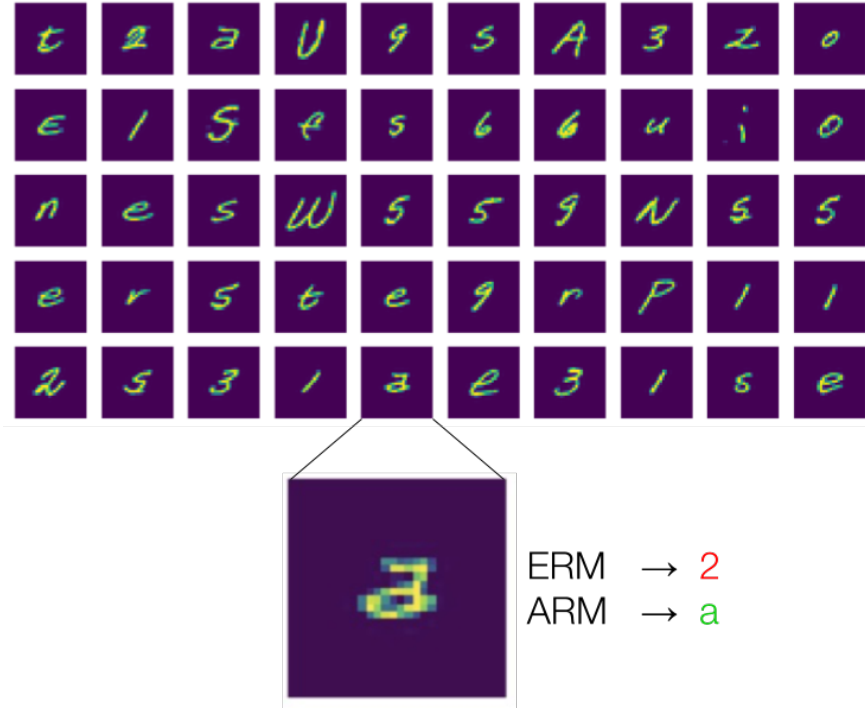 t 2 a U 9 s A 3 z o
E 1 S f s 6 6 u i 0
n e s W 5 5 9 N s 5
e r 5 t e 9 r P 1 1
2 s 3 1 a e 3 1 s e
a
ERM → 2
ARM → a